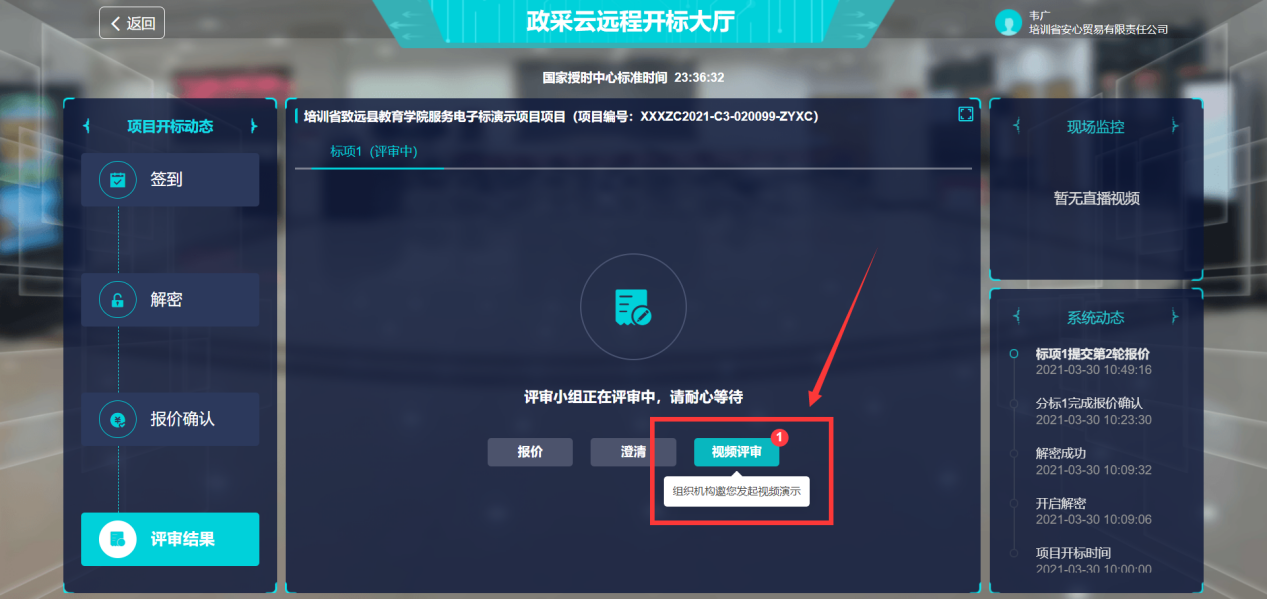 返回
政采云远程开标大厅
韦广
培训省安心贸易有限责任公司
国家授时中心标准时间 23:36:32
项目开标动态
签到
解密
报价确认
评审结果
培训省致远县教育学院服务电子标演示项目项目（项目编号：XXXZC2021-C3-020099-ZYXC）
标项1（评审中）
评审小组正在评审中，请耐心等待
报价
澄清
视频评审
1
组织机构邀您发起视频演示
现场监控
暂无直播视频
系统动态
标项1提交第2轮报价
2021-03-30 10:49:16
分标1完成报价确认
2021-03-30 10:23:30
解密成功
2021-03-30 10:09:32
开启解密
2021-03-30 10:09:06
项目开标时间
2021-03-30 10:00:00